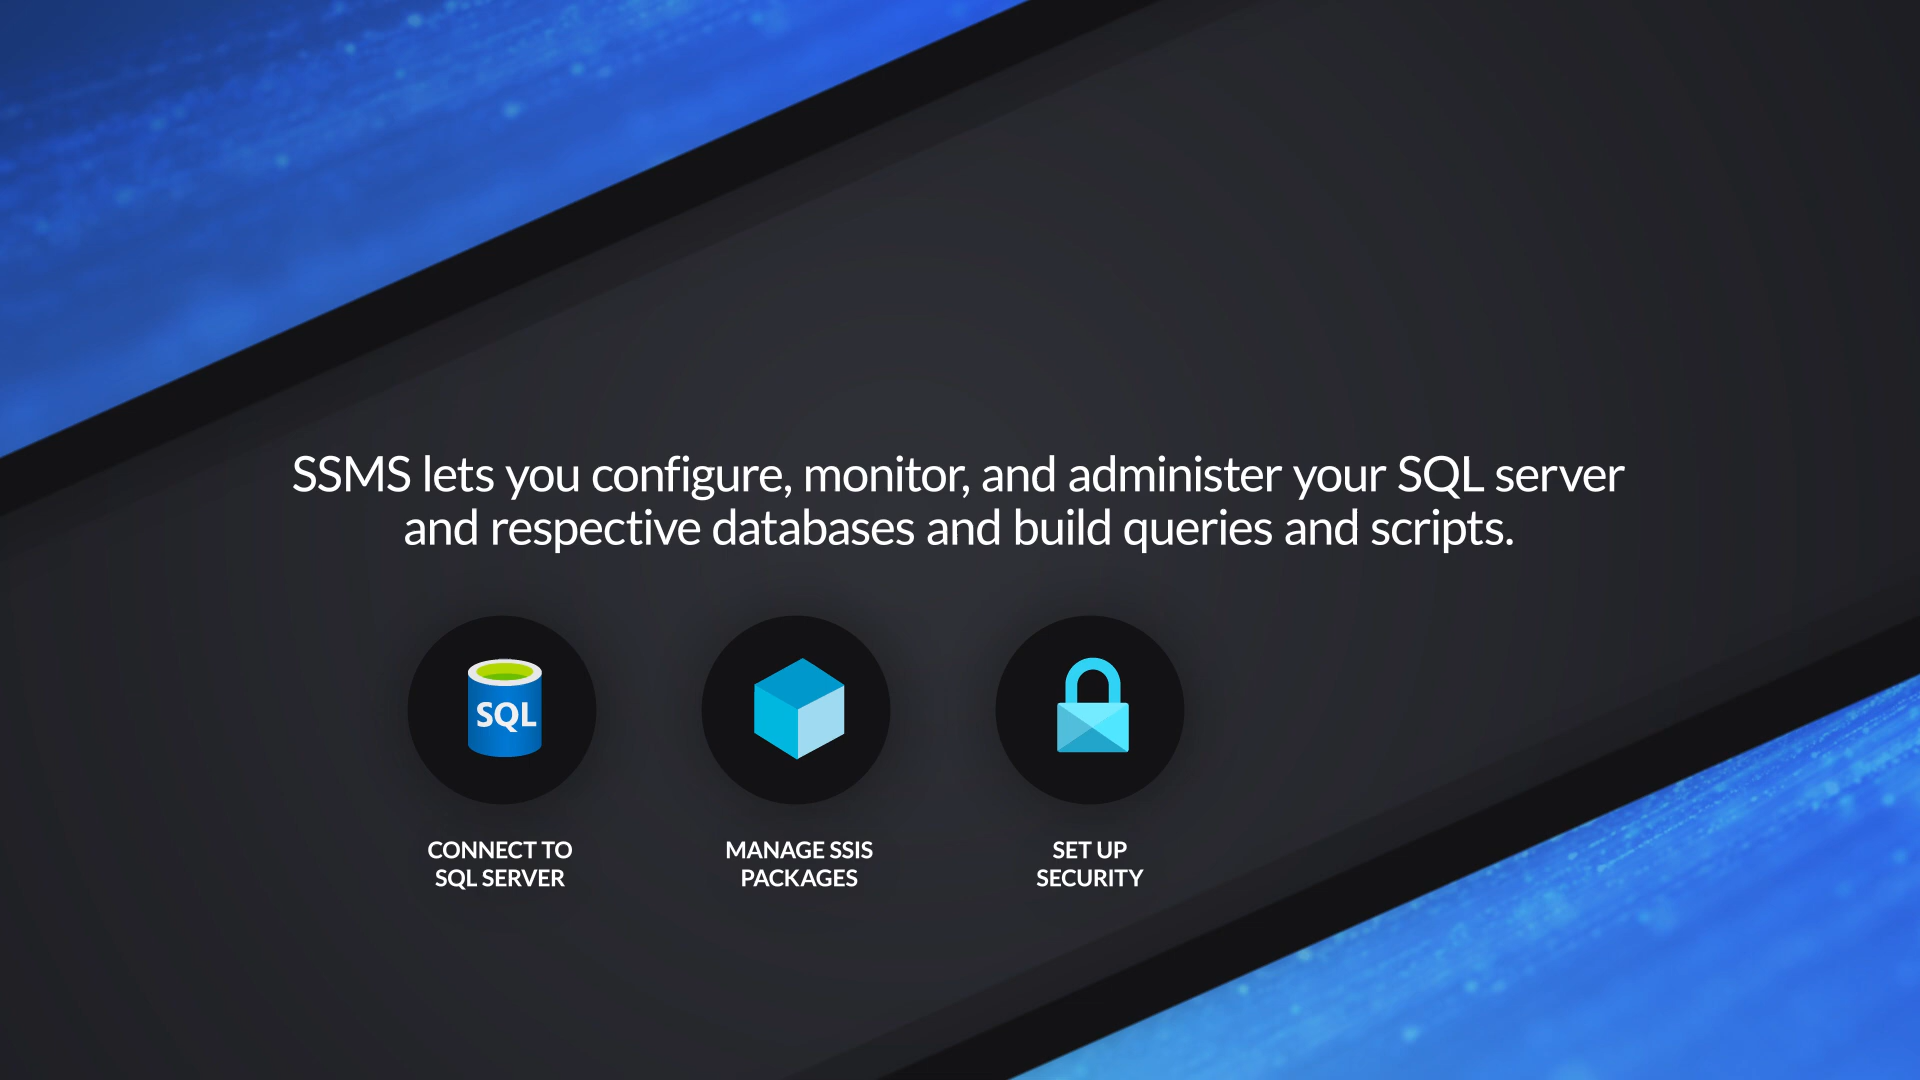 SSMS lets you configure, monitor, and administer your SQL server
and respective databases and build queries and scripts.
SQL
CONNECT TO
SQL SERVER
MANAGE SSIS
PACKAGES
SET UP
SECURITY